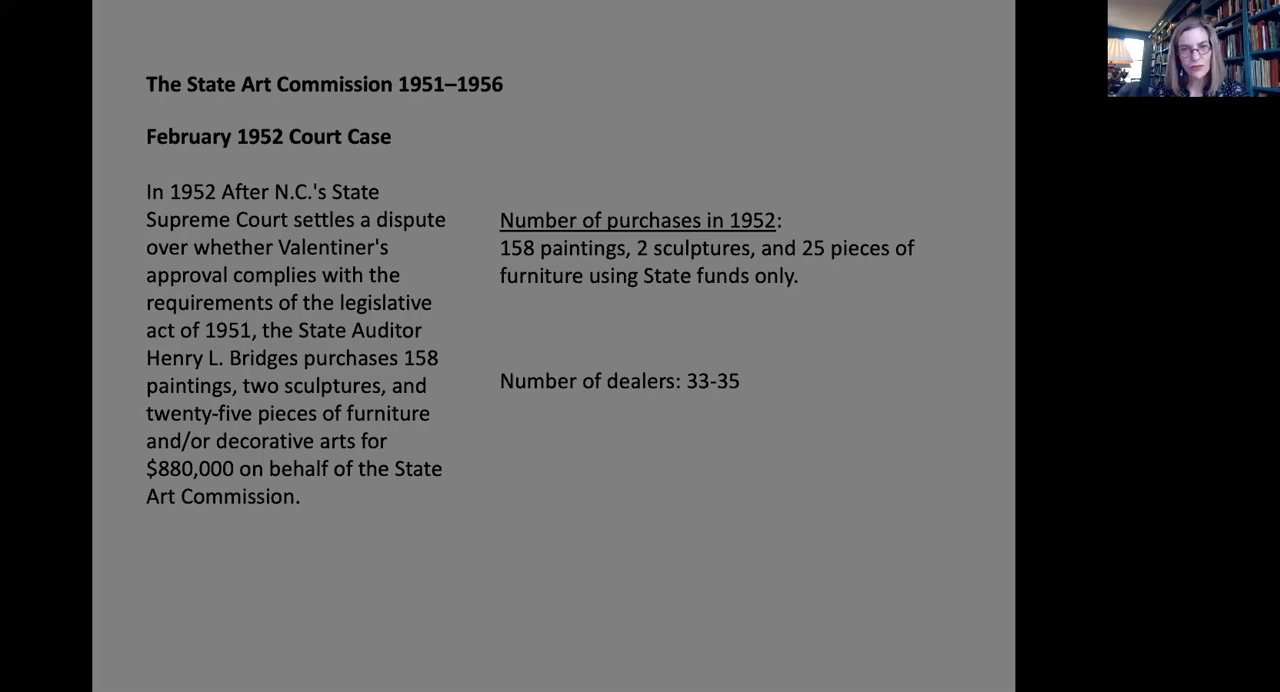 The State Art Commission 1951–1956
February 1952 Court Case
In 1952 After N.C.'s State
Supreme Court settles a dispute
over whether Valentiner's
approval complies with the
requirements of the legislative
act of 1951, the State Auditor
Henry L. Bridges purchases 158
paintings, two sculptures, and
twenty-five pieces of furniture
and/or decorative arts for
$880,000 on behalf of the State
Art Commission.
Number of purchases in 1952:
158 paintings, 2 sculptures, and 25 pieces of
furniture using State funds only.
Number of dealers: 33-35